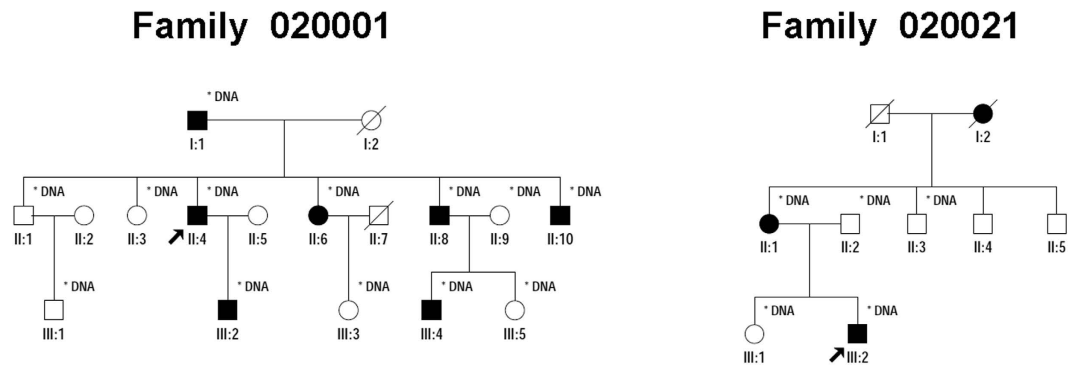 Family 020001
Family 020021
* DNA
I:1
I:2
I:1
I:2
* DNA
* DNA
* DNA
* DNA
* DNA
* DNA
* DNA
II:1
II:2
II:3
II:4
II:5
II:6
II:7
II:8
II:9
II:10
* DNA
* DNA
* DNA
II:1
II:2
II:3
II:4
II:5
* DNA
* DNA
* DNA
* DNA
* DNA
III:1
III:2
III:3
III:4
III:5
* DNA
* DNA
III:1
III:2